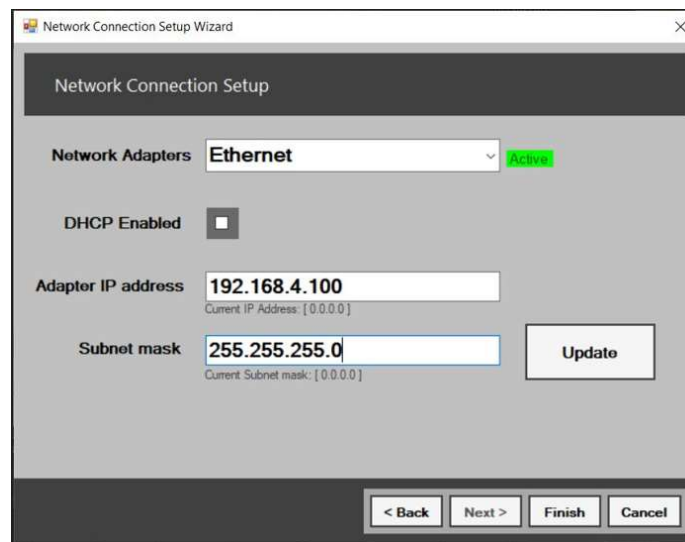 Network Connection Setup Wizard
Network Connection Setup
Network Adapters Ethernet Active
DHCP Enabled
Adapter IP address 192.168.4.100
Current IP Address: [ 0.0.0.0 ]
Subnet mask 255.255.255.0 Update
Current Subnet mask: [ 0.0.0.0 ]
< Back Next > Finish Cancel